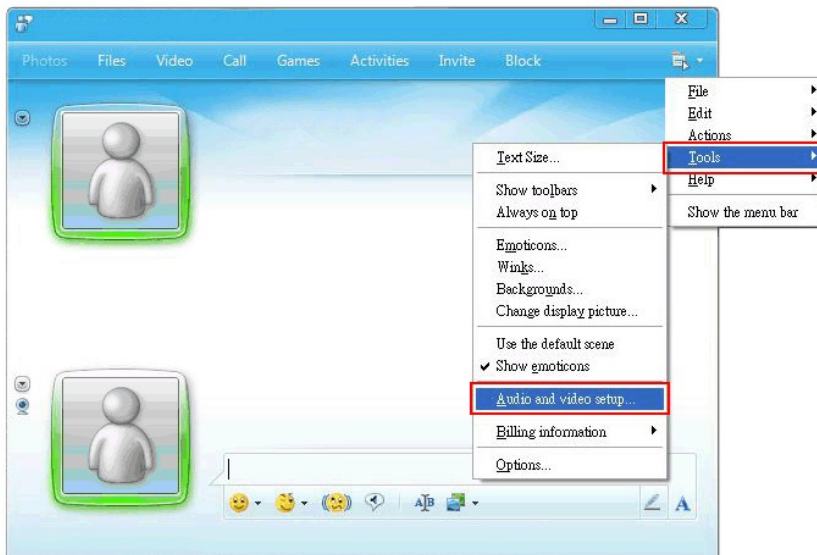 Photos Files Video Call Games Activities Invite Block
File
Edit
Actions
Tools
Help
Show the menu bar
Text Size...
Show toolbars
Always on top
Emoticons...
Winks...
Backgrounds...
Change display picture...
Use the default scene
Show emoticons
Audio and video setup...
Billing information
Options...
AB
A